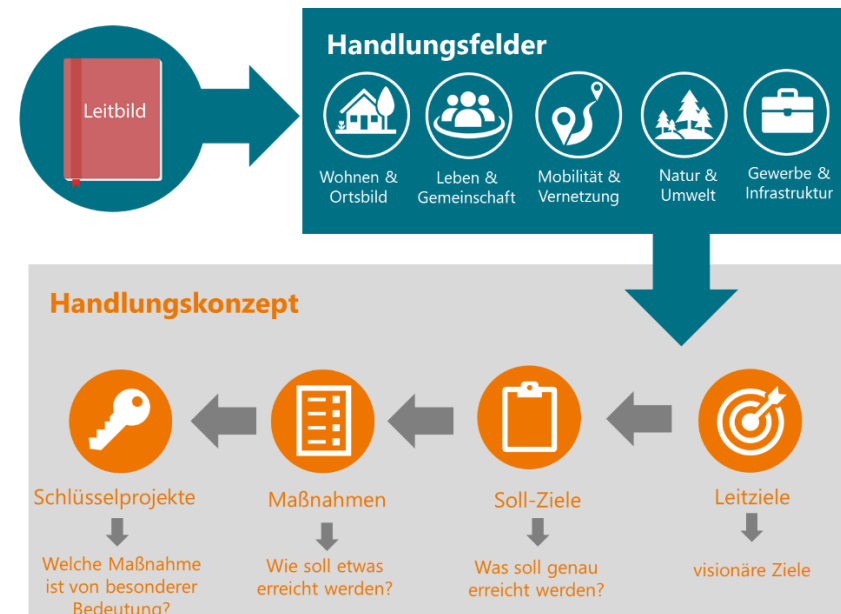 Leitbild
Handlungsfelder
Wohnen &
Ortsbild
Leben &
Gemeinschaft
Mobilität &
Vernetzung
Natur &
Umwelt
Gewerbe &
Infrastruktur
Handlungskonzept
Schlüsselprojekte
Maßnahmen
Soll-Ziele
Leitziele
Welche Maßnahme
ist von besonderer
Bedeutung?
Wie soll etwas
erreicht werden?
Was soll genau
erreicht werden?
visionäre Ziele